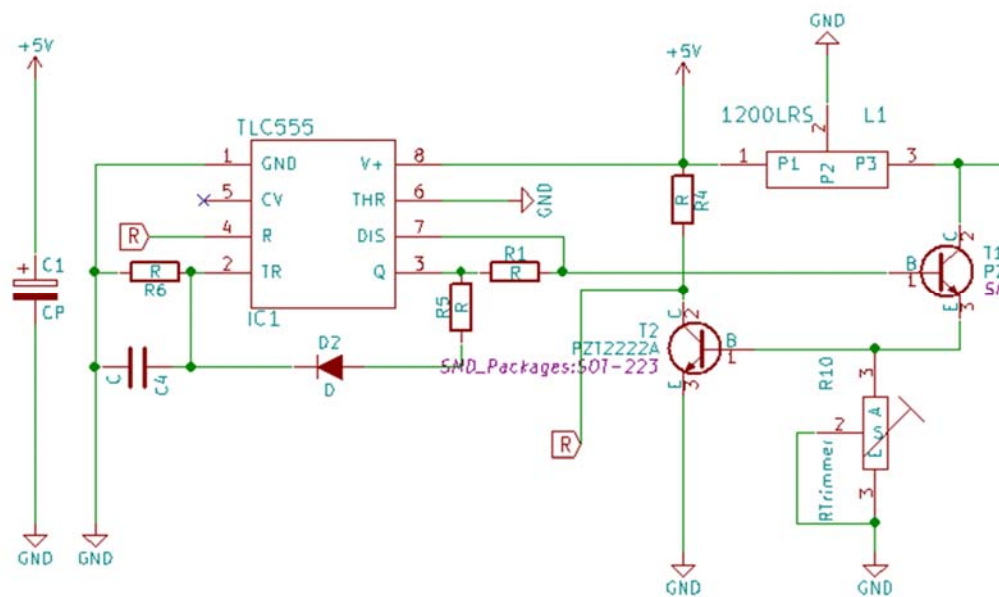 +5V
C1
CP
GND
GND
TLC555
1 GND
5 CV
4 R
2 TR
V+ 8
THR 6
DIS 7
Q 3
IC1
R
R
R6
C
C4
D2
D
R
R5
R1
R
GND
+5V
R
R4
GND
1200LRS
L1
2
1 P1 P2 P3 3
T1
C
2
B
1
E
3
T2
PZT2222A
SMD_Packages:SOT-223
C
2
B
1
E
3
R
GND
R10
RTrimmer
3
2
3
GND